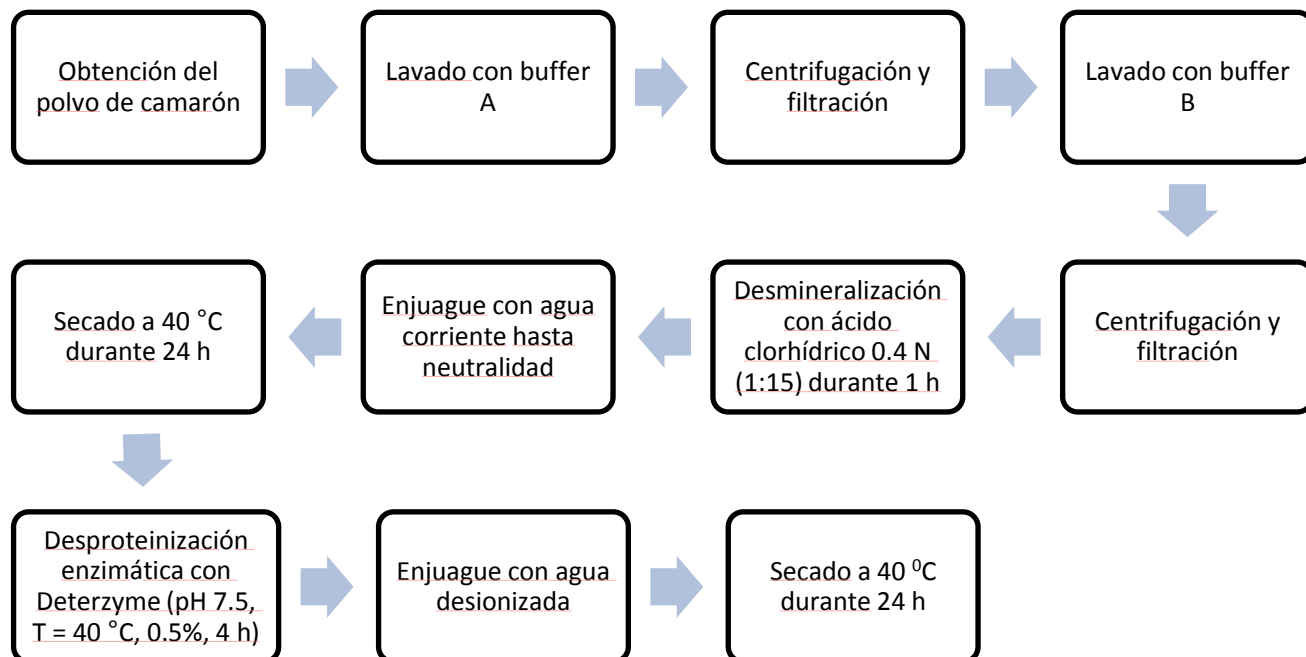 Obtención del
polvo de camarón
Lavado con buffer
A
Centrifugación y
filtración
Lavado con buffer
B
Centrifugación y
filtración
Desmineralización
con ácido
clorhídrico 0.4 N
(1:15) durante 1 h
Enjuague con agua
corriente hasta
neutralidad
Secado a 40 °C
durante 24 h
Desproteinización
enzimática con
Deterzyme (pH 7.5,
T = 40 °C, 0.5%, 4 h)
Enjuague con agua
desionizada
Secado a 40 ⁰C
durante 24 h